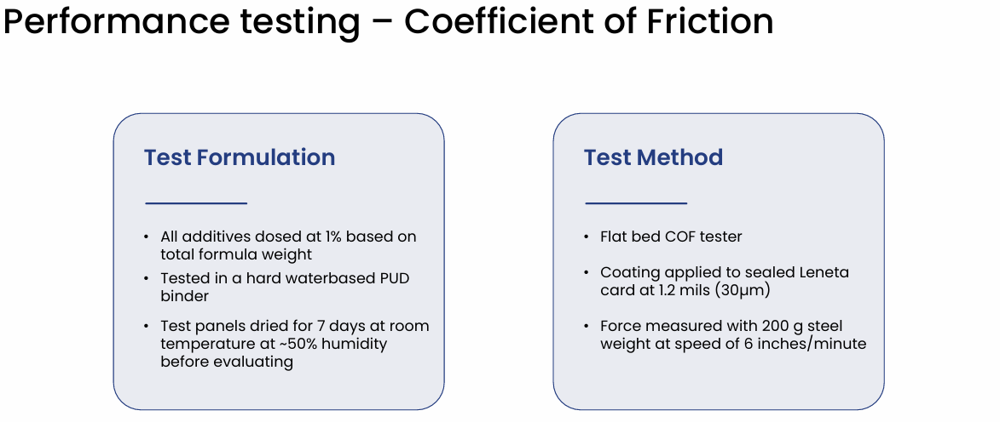 Performance testing – Coefficient of Friction
Test Formulation
• All additives dosed at 1% based on
total formula weight
• Tested in a hard waterbased PUD
binder
• Test panels dried for 7 days at room
temperature at ~50% humidity
before evaluating
Test Method
• Flat bed COF tester
• Coating applied to sealed Leneta
card at 1.2 mils (30µm)
• Force measured with 200 g steel
weight at speed of 6 inches/minute